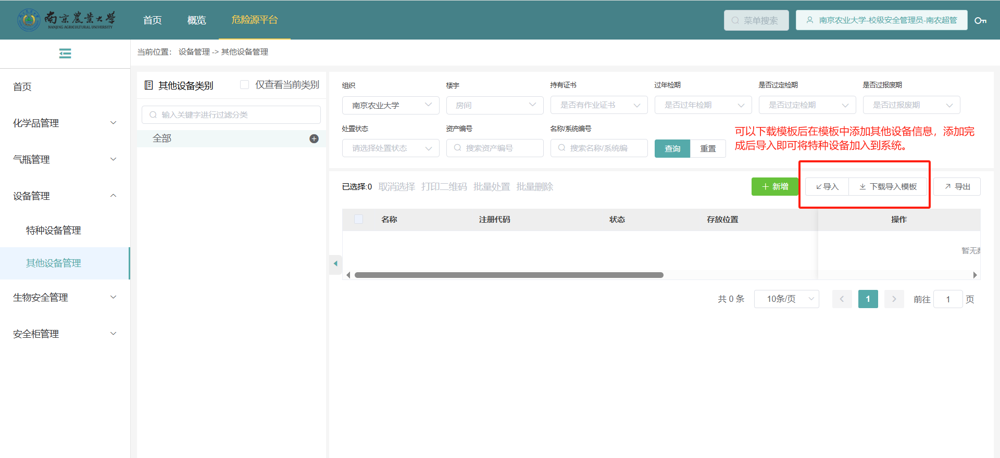 南京農業大學
NANJING AGRICULTURAL UNIVERSITY
首页
概览
危险源平台
菜单搜索
南京农业大学-校级安全管理员-南农超管
当前位置： 设备管理 -> 其他设备管理
首页
化学品管理
气瓶管理
设备管理
特种设备管理
其他设备管理
生物安全管理
安全柜管理
其他设备类别
仅查看当前类别
输入关键字进行过滤分类
全部
组织
楼宇
持有证书
过年检期
是否过定检期
是否过报废期
南京农业大学
房间
是否有作业证书
是否过年检期
是否过定检期
是否过报废期
处置状态
资产编号
名称/系统编号
请选择处置状态
搜索资产编号
搜索名称/系统编
查询
重置
可以下载模板后在模板中添加其他设备信息，添加完
成后导入即可将特种设备加入到系统。
已选择:0 取消选择 打印二维码 批量处置 批量删除
新增
导入
下载导入模板
导出
名称
注册代码
状态
存放位置
操作
暂无
共 0 条
10条/页
1
前往 1 页